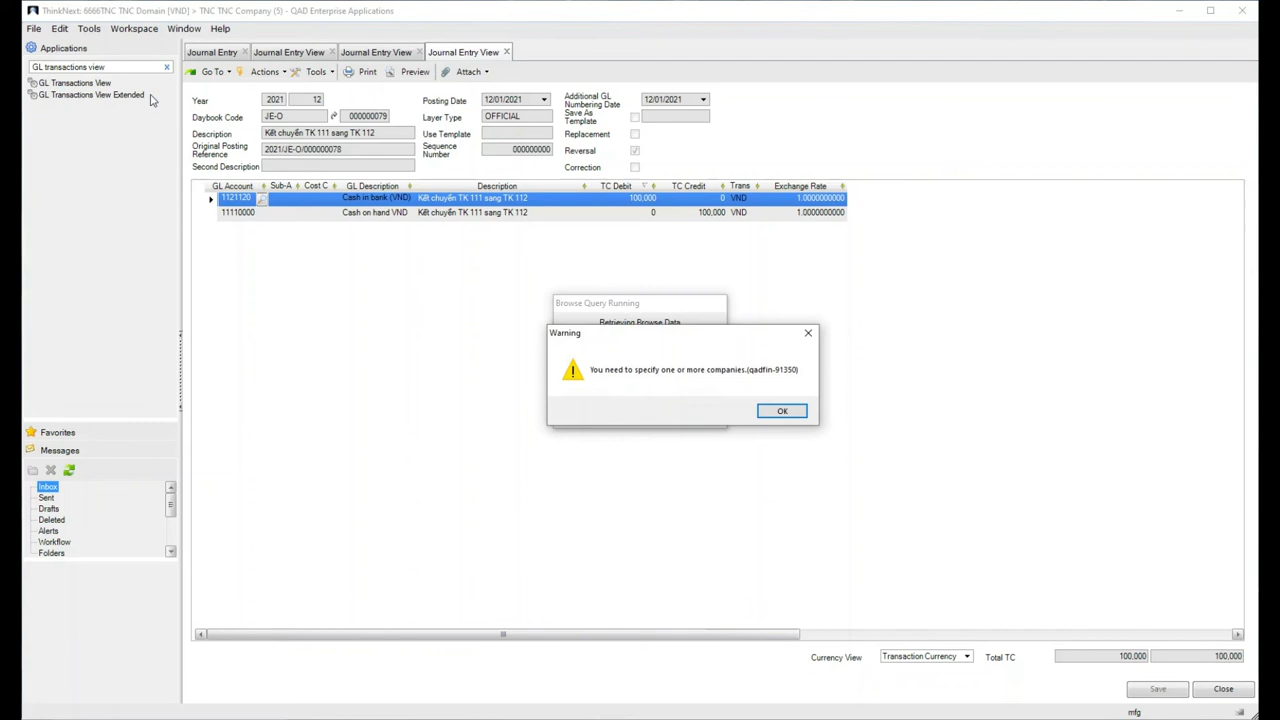 ThinkNext: 6666TNC TNC Domain [VND] > TNC TNC Company (5) - QAD Enterprise Applications
File Edit Tools Workspace Window Help
Applications
GL transactions view
GL Transactions View
GL Transactions View Extended
Journal Entry Journal Entry View Journal Entry View Journal Entry View
Go To Actions Tools Print Preview Attach
Year 2021 12 Posting Date 12/01/2021 Additional GL Numbering Date 12/01/2021
Daybook Code JE-O 000000079 Layer Type OFFICIAL Save As Template
Description Kết chuyển TK 111 sang TK 112 Use Template Replacement
Original Posting Reference 2021/JE-O/000000078 Sequence Number 000000000 Reversal
Second Description Correction
GL Account Sub-A Cost C GL Description Description TC Debit TC Credit Trans Exchange Rate
1121120 Cash in bank (VND) Kết chuyển TK 111 sang TK 112 100,000 0 VND 1.0000000000
11110000 Cash on hand VND Kết chuyển TK 111 sang TK 112 0 100,000 VND 1.0000000000
Browse Query Running
Retrieving Browse Data
Warning
You need to specify one or more companies.(qadfin-91350)
OK
Favorites
Messages
Inbox
Sent
Drafts
Deleted
Alerts
Workflow
Folders
Currency View Transaction Currency Total TC 100,000 100,000
Save Close
mfg